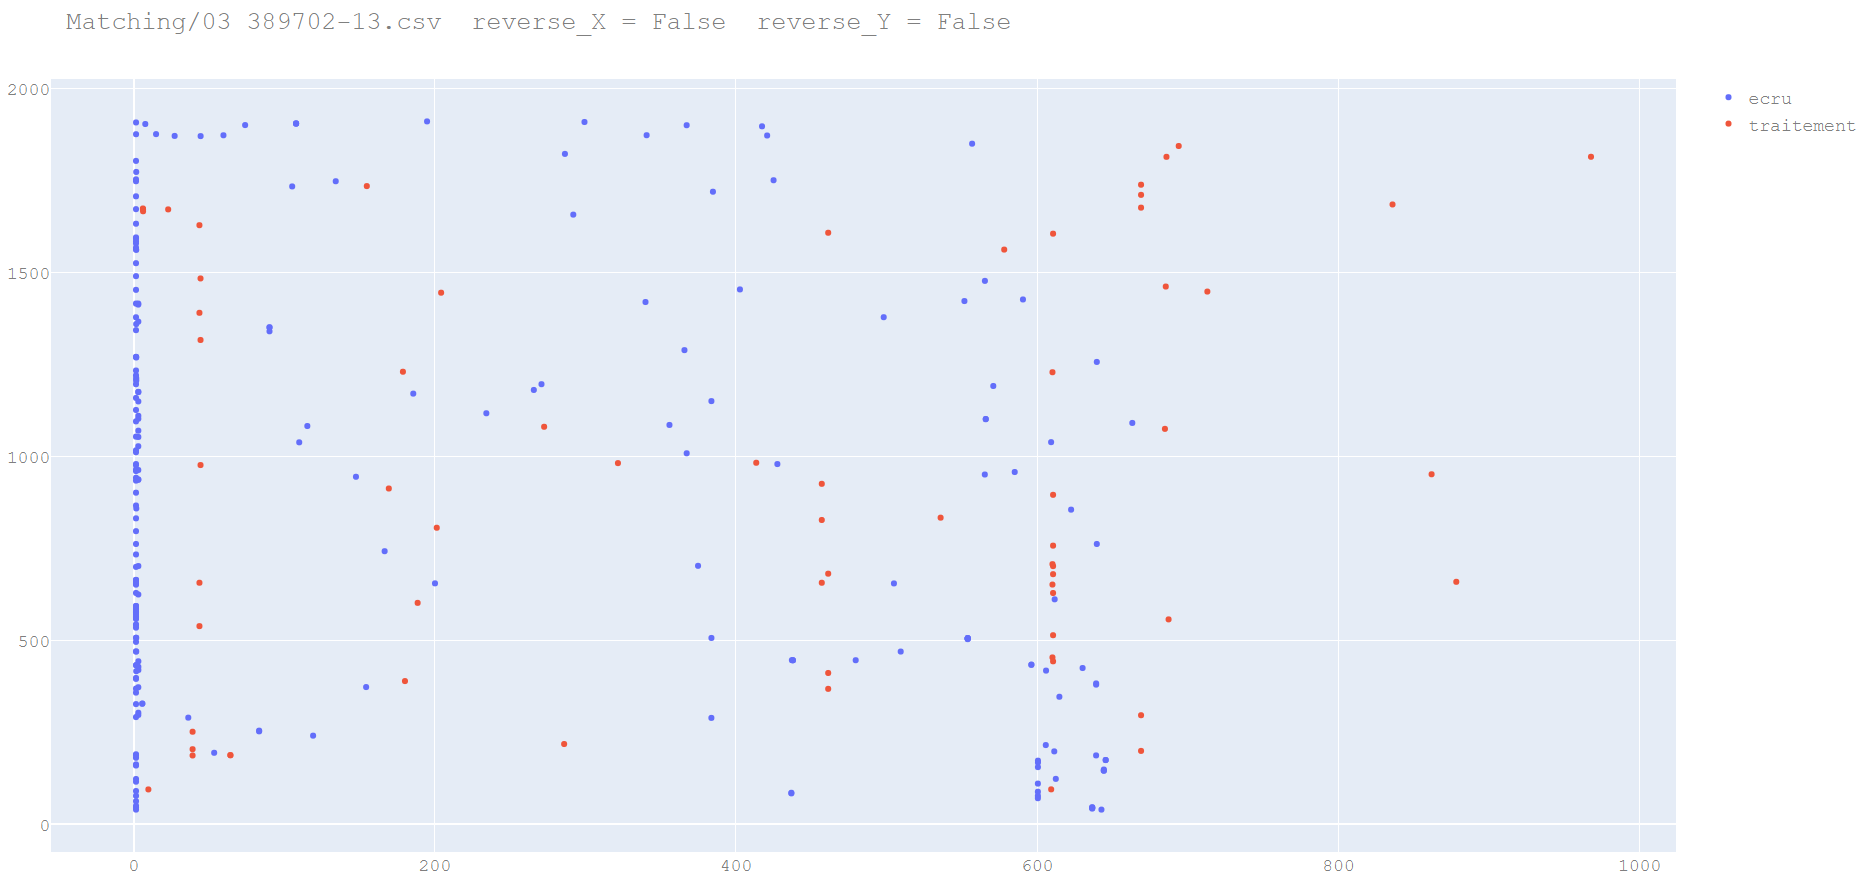 Matching/03 389702-13.csv  reverse_X = False  reverse_Y = False
ecru
traitement
2000
1500
1000
500
0
0 200 400 600 800 1000